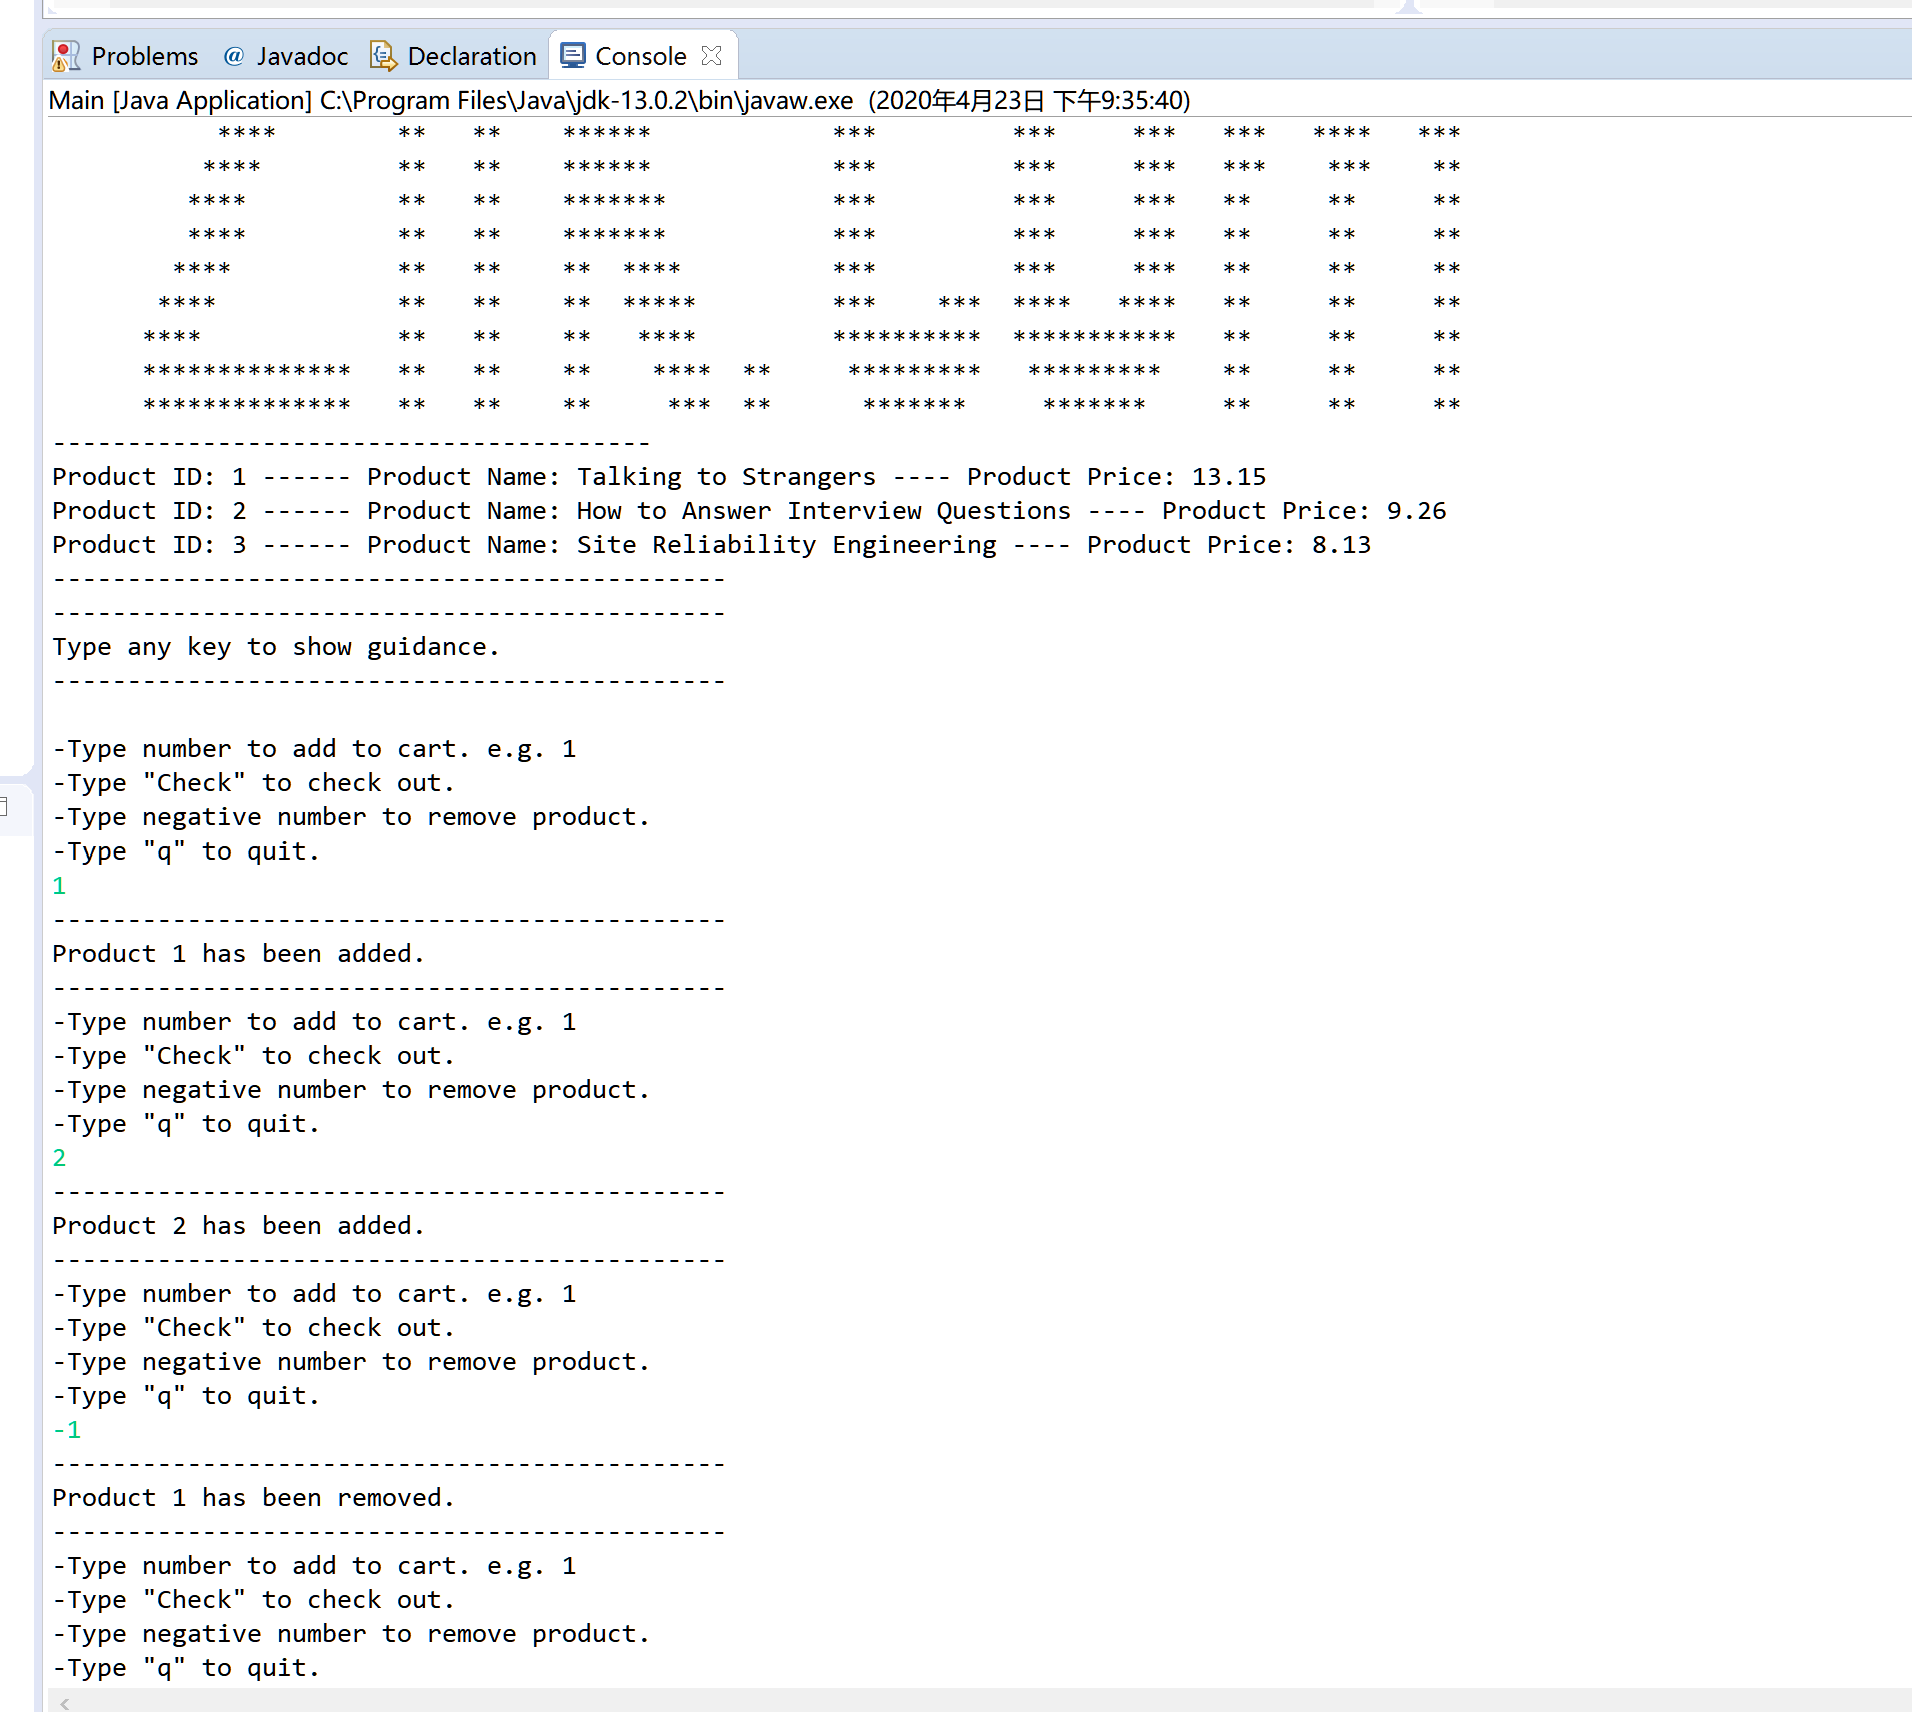 Problems @ Javadoc Declaration Console
Main [Java Application] C:\Program Files\Java\jdk-13.0.2\bin\javaw.exe (2020年4月23日 下午9:35:40)
**** ** ** ****** *** *** *** *** **** ***
**** ** ** ****** *** *** *** *** *** **
**** ** ** ******* *** *** *** ** ** **
**** ** ** ******* *** *** *** ** ** **
**** ** ** ** **** *** *** *** ** ** **
**** ** ** ** ***** *** *** **** **** ** ** **
**** ** ** ** **** ********** *********** ** ** **
************** ** ** ** **** ** ********* ********* ** ** **
************** ** ** ** *** ** ******* ******* ** ** **
----------------------------------------
Product ID: 1 ------ Product Name: Talking to Strangers ---- Product Price: 13.15
Product ID: 2 ------ Product Name: How to Answer Interview Questions ---- Product Price: 9.26
Product ID: 3 ------ Product Name: Site Reliability Engineering ---- Product Price: 8.13
---------------------------------------------
---------------------------------------------
Type any key to show guidance.
---------------------------------------------
-Type number to add to cart. e.g. 1
-Type "Check" to check out.
-Type negative number to remove product.
-Type "q" to quit.
1
---------------------------------------------
Product 1 has been added.
---------------------------------------------
-Type number to add to cart. e.g. 1
-Type "Check" to check out.
-Type negative number to remove product.
-Type "q" to quit.
2
---------------------------------------------
Product 2 has been added.
---------------------------------------------
-Type number to add to cart. e.g. 1
-Type "Check" to check out.
-Type negative number to remove product.
-Type "q" to quit.
-1
---------------------------------------------
Product 1 has been removed.
---------------------------------------------
-Type number to add to cart. e.g. 1
-Type "Check" to check out.
-Type negative number to remove product.
-Type "q" to quit.